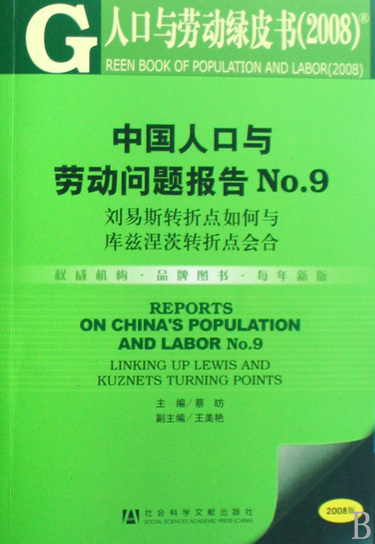 G 人口与劳动绿皮书(2008)®
REEN BOOK OF POPULATION AND LABOR(2008)
中国人口与
劳动问题报告 No.9
刘易斯转折点如何与
库兹涅茨转折点会合
权威机构·品牌图书·每年新版
REPORTS
ON CHINA'S POPULATION
AND LABOR No.9
LINKING UP LEWIS AND
KUZNETS TURNING POINTS
主 编/蔡 昉
副主编/王美艳
社会科学文献出版社
SOCIAL SCIENCES ACADEMIC PRESS (CHINA)
2008版
B